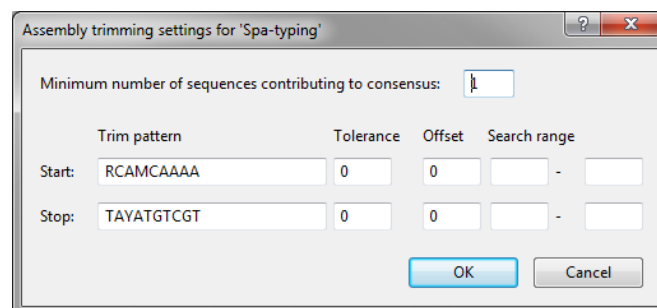 Assembly trimming settings for 'Spa-typing' ? X
Minimum number of sequences contributing to consensus: 1
Trim pattern Tolerance Offset Search range
Start: RCAMCAAAA 0 0 -
Stop: TAYATGTCGT 0 0 -
OK Cancel